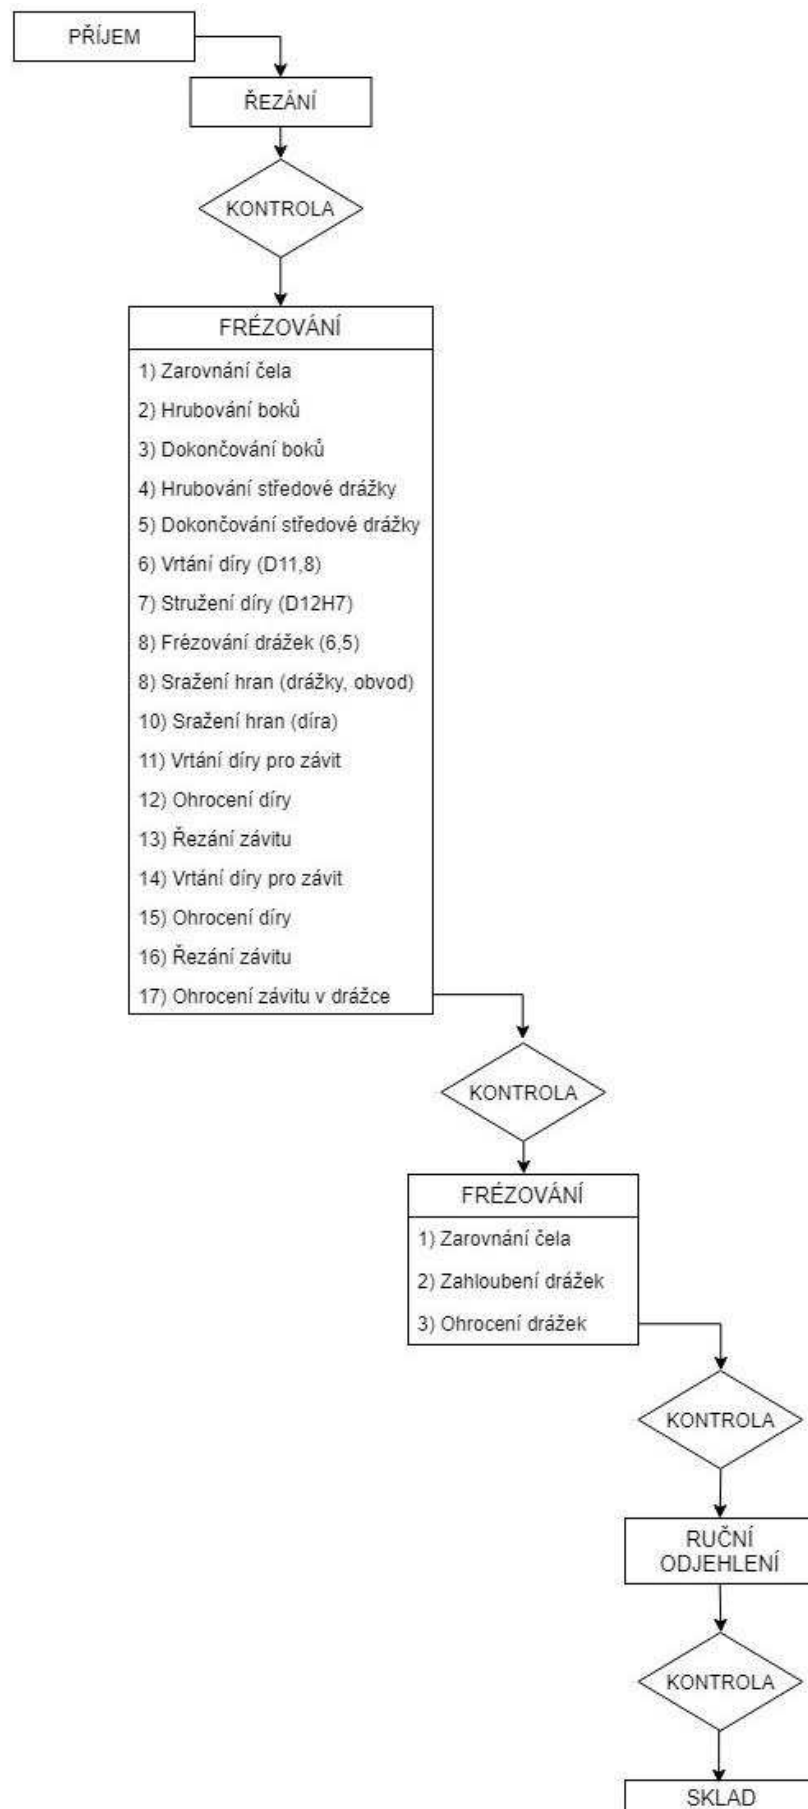 PŘÍJEM
ŘEZÁNÍ
KONTROLA
FRÉZOVÁNÍ
1) Zarovnání čela
2) Hrubování boků
3) Dokončování boků
4) Hrubování středové drážky
5) Dokončování středové drážky
6) Vrtání díry (D11,8)
7) Stružení díry (D12H7)
8) Frézování drážek (6,5)
8) Sražení hran (drážky, obvod)
10) Sražení hran (díra)
11) Vrtání díry pro závit
12) Ohrocení díry
13) Řezání závitu
14) Vrtání díry pro závit
15) Ohrocení díry
16) Řezání závitu
17) Ohrocení závitu v drážce
KONTROLA
FRÉZOVÁNÍ
1) Zarovnání čela
2) Zahloubení drážek
3) Ohrocení drážek
KONTROLA
RUČNÍ
ODJEHLENÍ
KONTROLA
SKLAD